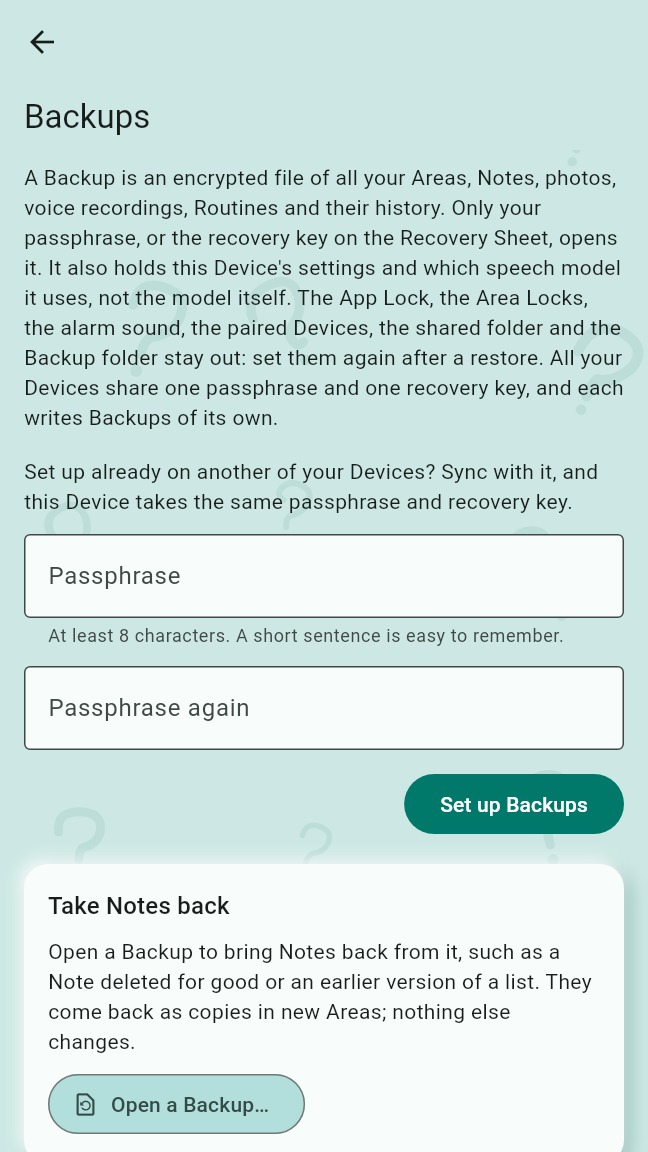 Backups
A Backup is an encrypted file of all your Areas, Notes, photos,
voice recordings, Routines and their history. Only your
passphrase, or the recovery key on the Recovery Sheet, opens
it. It also holds this Device's settings and which speech model
it uses, not the model itself. The App Lock, the Area Locks,
the alarm sound, the paired Devices, the shared folder and the
Backup folder stay out: set them again after a restore. All your
Devices share one passphrase and one recovery key, and each
writes Backups of its own.
Set up already on another of your Devices? Sync with it, and
this Device takes the same passphrase and recovery key.
Passphrase
At least 8 characters. A short sentence is easy to remember.
Passphrase again
Set up Backups
Take Notes back
Open a Backup to bring Notes back from it, such as a
Note deleted for good or an earlier version of a list. They
come back as copies in new Areas; nothing else
changes.
Open a Backup…